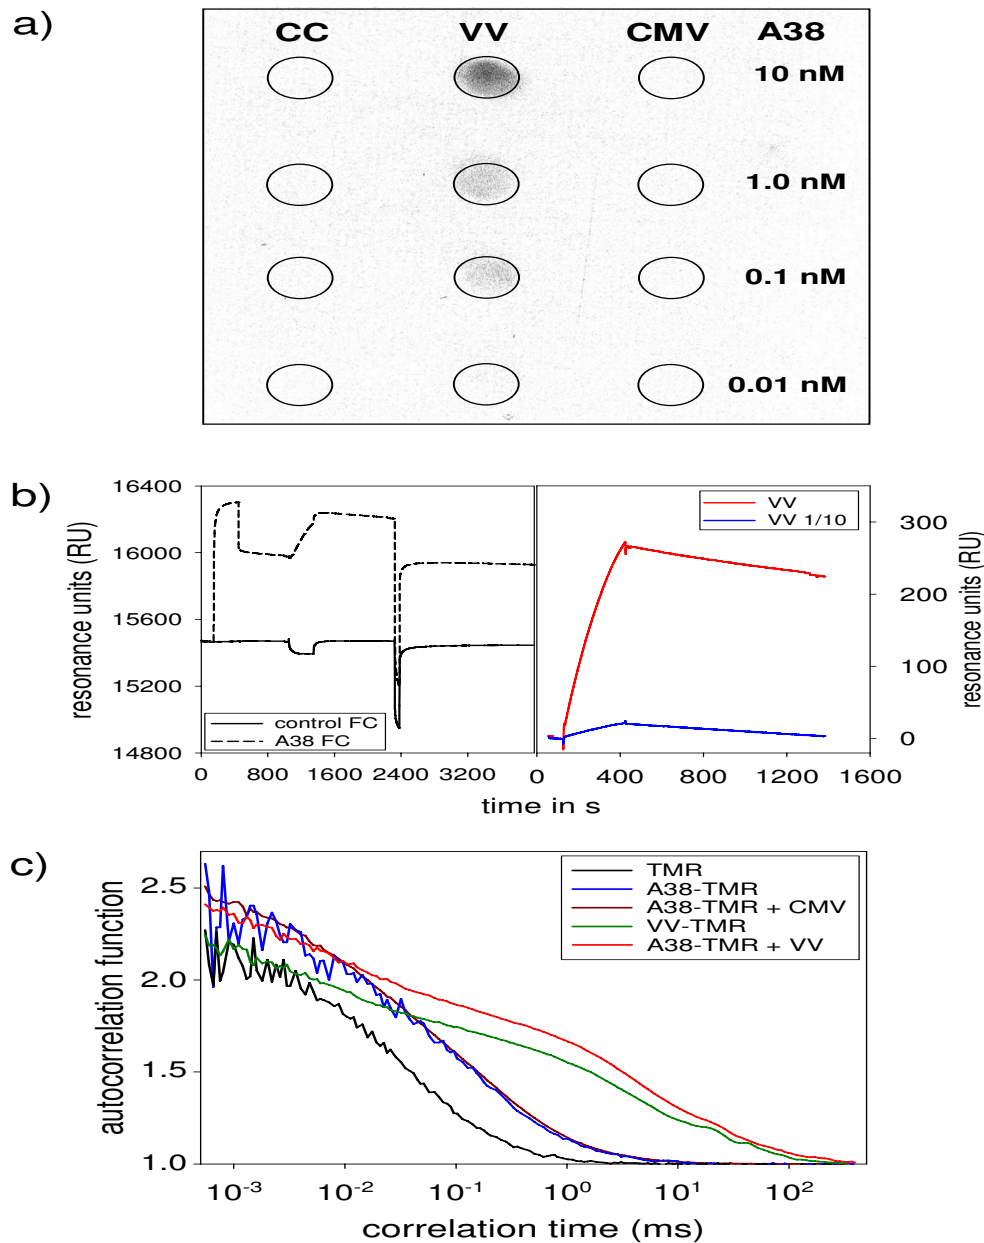 a)
CC VV CMV A38
10 nM
1.0 nM
0.1 nM
0.01 nM
b)
resonance units (RU)
16400
16000
15600
15200
14800
control FC
A38 FC
0 800 1600 2400 3200
VV
VV 1/10
300
200
100
0
resonance units (RU)
0 400 800 1200 1600
time in s
c)
autocorrelation function
2.5
2.0
1.5
1.0
TMR
A38-TMR
A38-TMR + CMV
VV-TMR
A38-TMR + VV
10⁻³ 10⁻² 10⁻¹ 10⁰ 10¹ 10²
correlation time (ms)